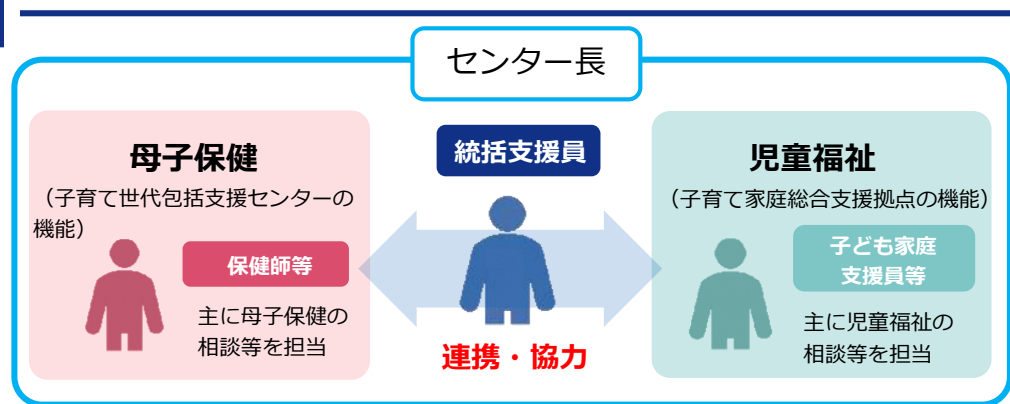 センター長
母子保健
（子育て世代包括支援センターの
機能）
保健師等
主に母子保健の
相談等を担当
統括支援員
連携・協力
児童福祉
（子育て家庭総合支援拠点の機能）
子ども家庭
支援員等
主に児童福祉の
相談等を担当